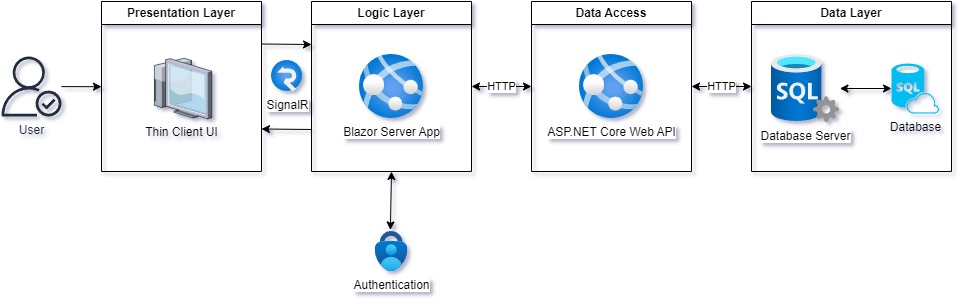 Presentation Layer
Logic Layer
Data Access
Data Layer
User
Thin Client UI
SignalR
Blazor Server App
HTTP
ASP.NET Core Web API
HTTP
SQL
Database Server
SQL
Database
Authentication